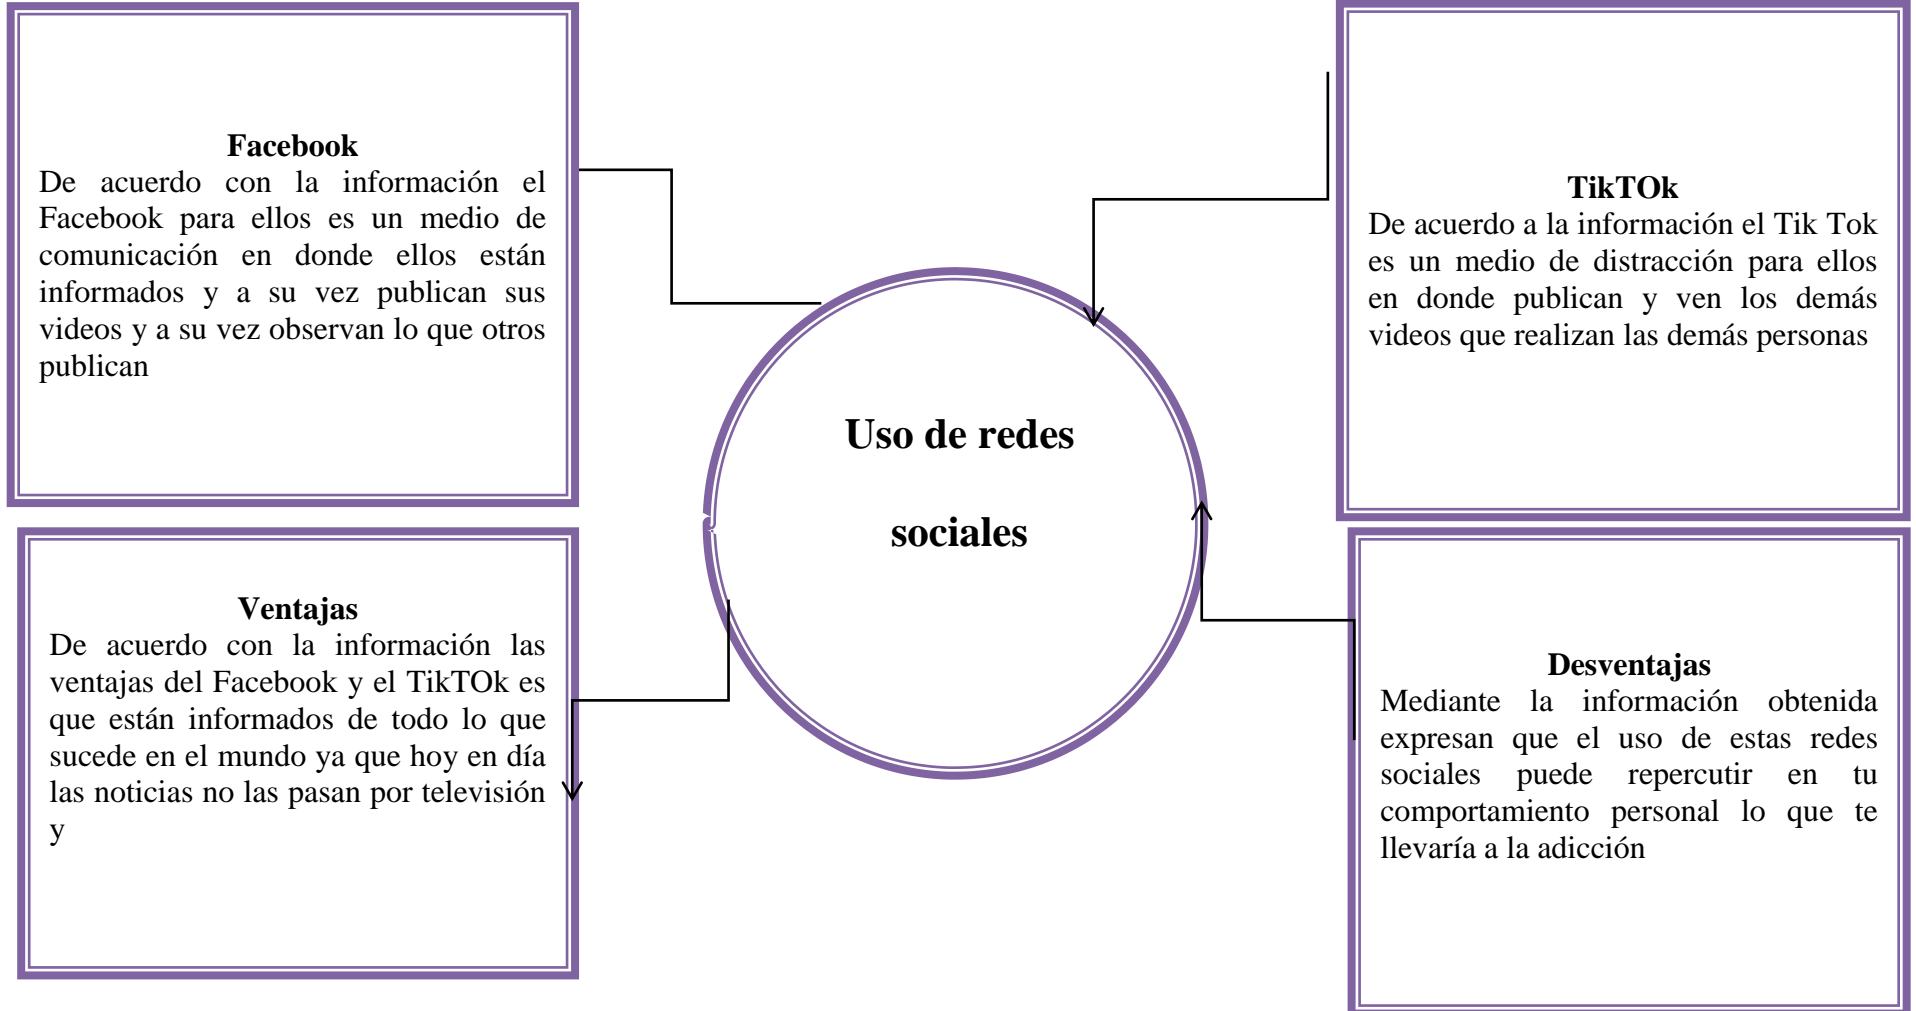 Facebook
De acuerdo con la información el
Facebook para ellos es un medio de
comunicación en donde ellos están
informados y a su vez publican sus
videos y a su vez observan lo que otros
publican
TikTOk
De acuerdo a la información el Tik Tok
es un medio de distracción para ellos
en donde publican y ven los demás
videos que realizan las demás personas
Uso de redes
sociales
Ventajas
De acuerdo con la información las
ventajas del Facebook y el TikTOk es
que están informados de todo lo que
sucede en el mundo ya que hoy en día
las noticias no las pasan por televisión
y
Desventajas
Mediante la información obtenida
expresan que el uso de estas redes
sociales puede repercutir en tu
comportamiento personal lo que te
llevaría a la adicción